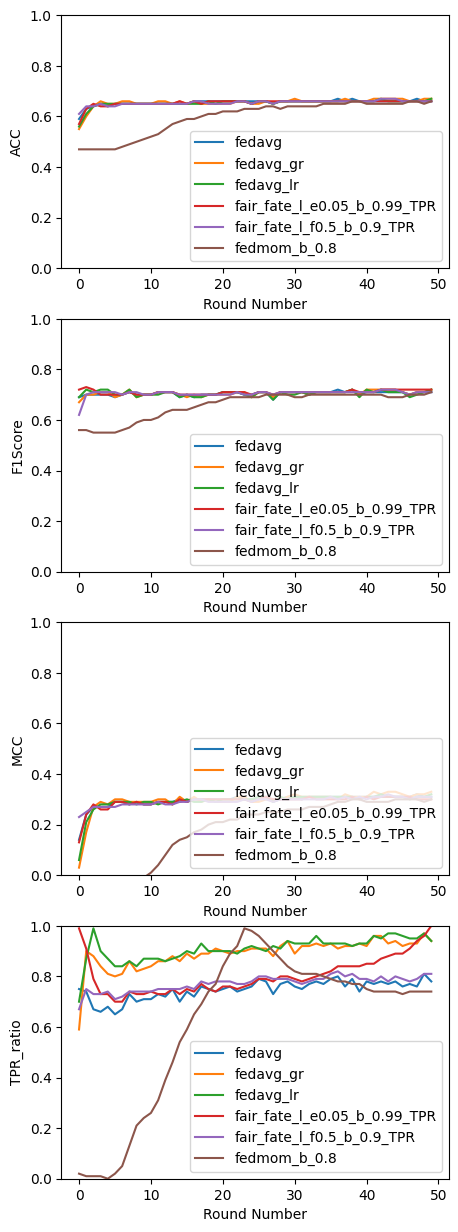 1.0
0.8
0.6
0.4
0.2
0.0
ACC
fedavg
fedavg_gr
fedavg_lr
fair_fate_l_e0.05_b_0.99_TPR
fair_fate_l_f0.5_b_0.9_TPR
fedmom_b_0.8
0 10 20 30 40 50
Round Number
1.0
0.8
0.6
0.4
0.2
0.0
F1Score
fedavg
fedavg_gr
fedavg_lr
fair_fate_l_e0.05_b_0.99_TPR
fair_fate_l_f0.5_b_0.9_TPR
fedmom_b_0.8
0 10 20 30 40 50
Round Number
1.0
0.8
0.6
0.4
0.2
0.0
MCC
fedavg
fedavg_gr
fedavg_lr
fair_fate_l_e0.05_b_0.99_TPR
fair_fate_l_f0.5_b_0.9_TPR
fedmom_b_0.8
0 10 20 30 40 50
Round Number
1.0
0.8
0.6
0.4
0.2
0.0
TPR_ratio
fedavg
fedavg_gr
fedavg_lr
fair_fate_l_e0.05_b_0.99_TPR
fair_fate_l_f0.5_b_0.9_TPR
fedmom_b_0.8
0 10 20 30 40 50
Round Number